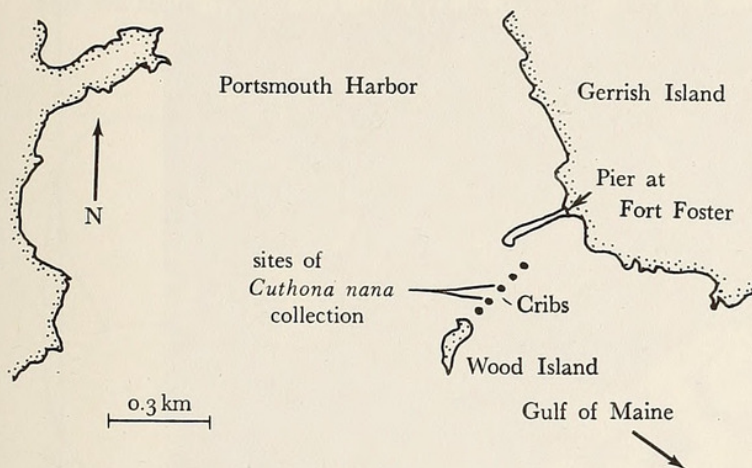 Portsmouth Harbor
Gerrish Island
Pier at
Fort Foster
N
sites of
Cuthona nana
collection
Cribs
Wood Island
0.3 km
Gulf of Maine